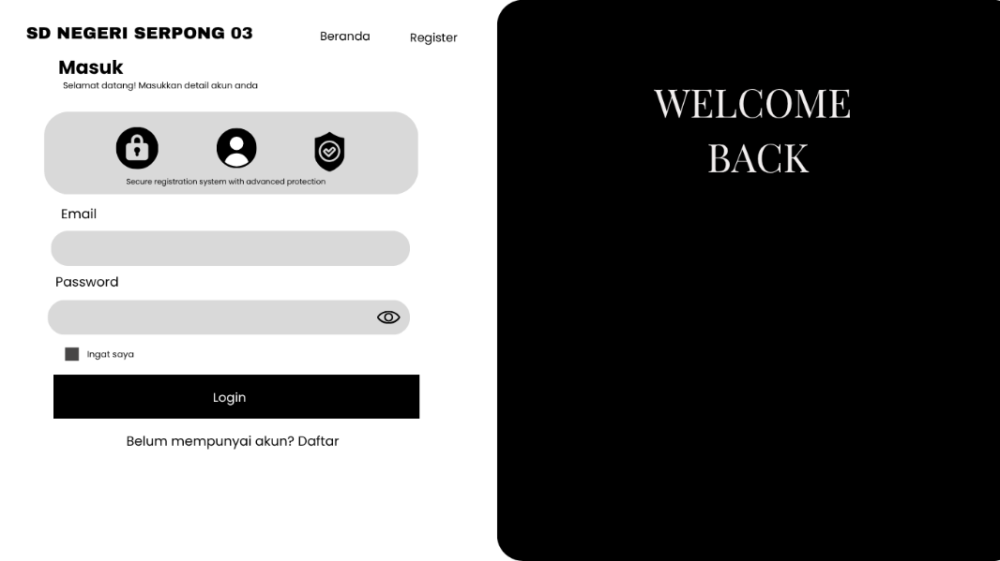 SD NEGERI SERPONG 03
Beranda
Register
Masuk
Selamat datang! Masukkan detail akun anda
Secure registration system with advanced protection
Email
Password
Ingat saya
Login
Belum mempunyai akun? Daftar
WELCOME
BACK